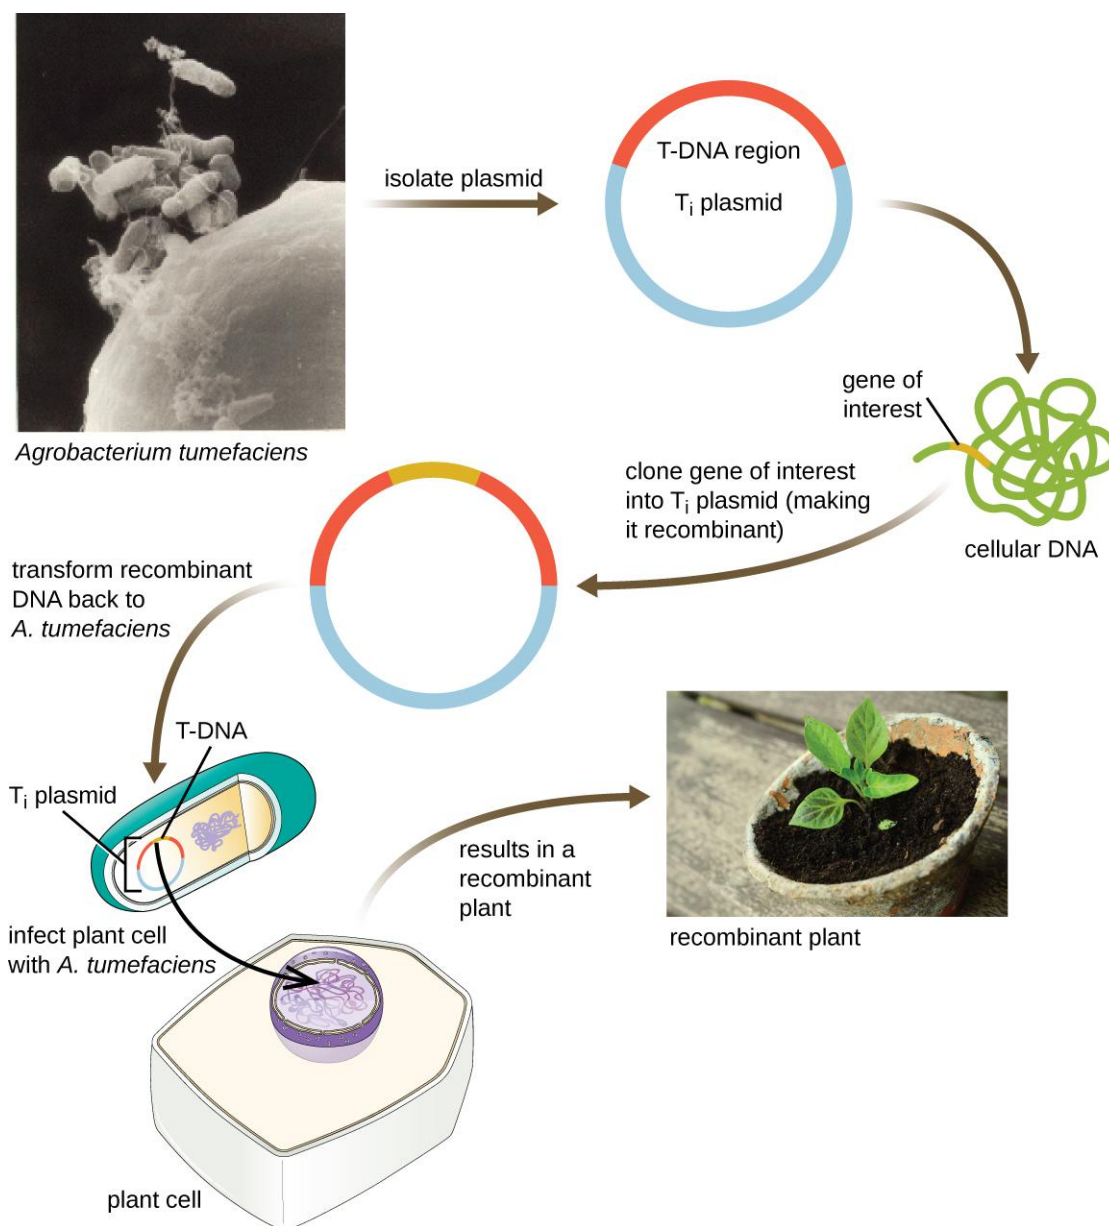 isolate plasmid
T-DNA region
Ti plasmid
Agrobacterium tumefaciens
gene of
interest
cellular DNA
clone gene of interest
into Ti plasmid (making
it recombinant)
transform recombinant
DNA back to
A. tumefaciens
T-DNA
Ti plasmid
infect plant cell
with A. tumefaciens
plant cell
results in a
recombinant
plant
recombinant plant